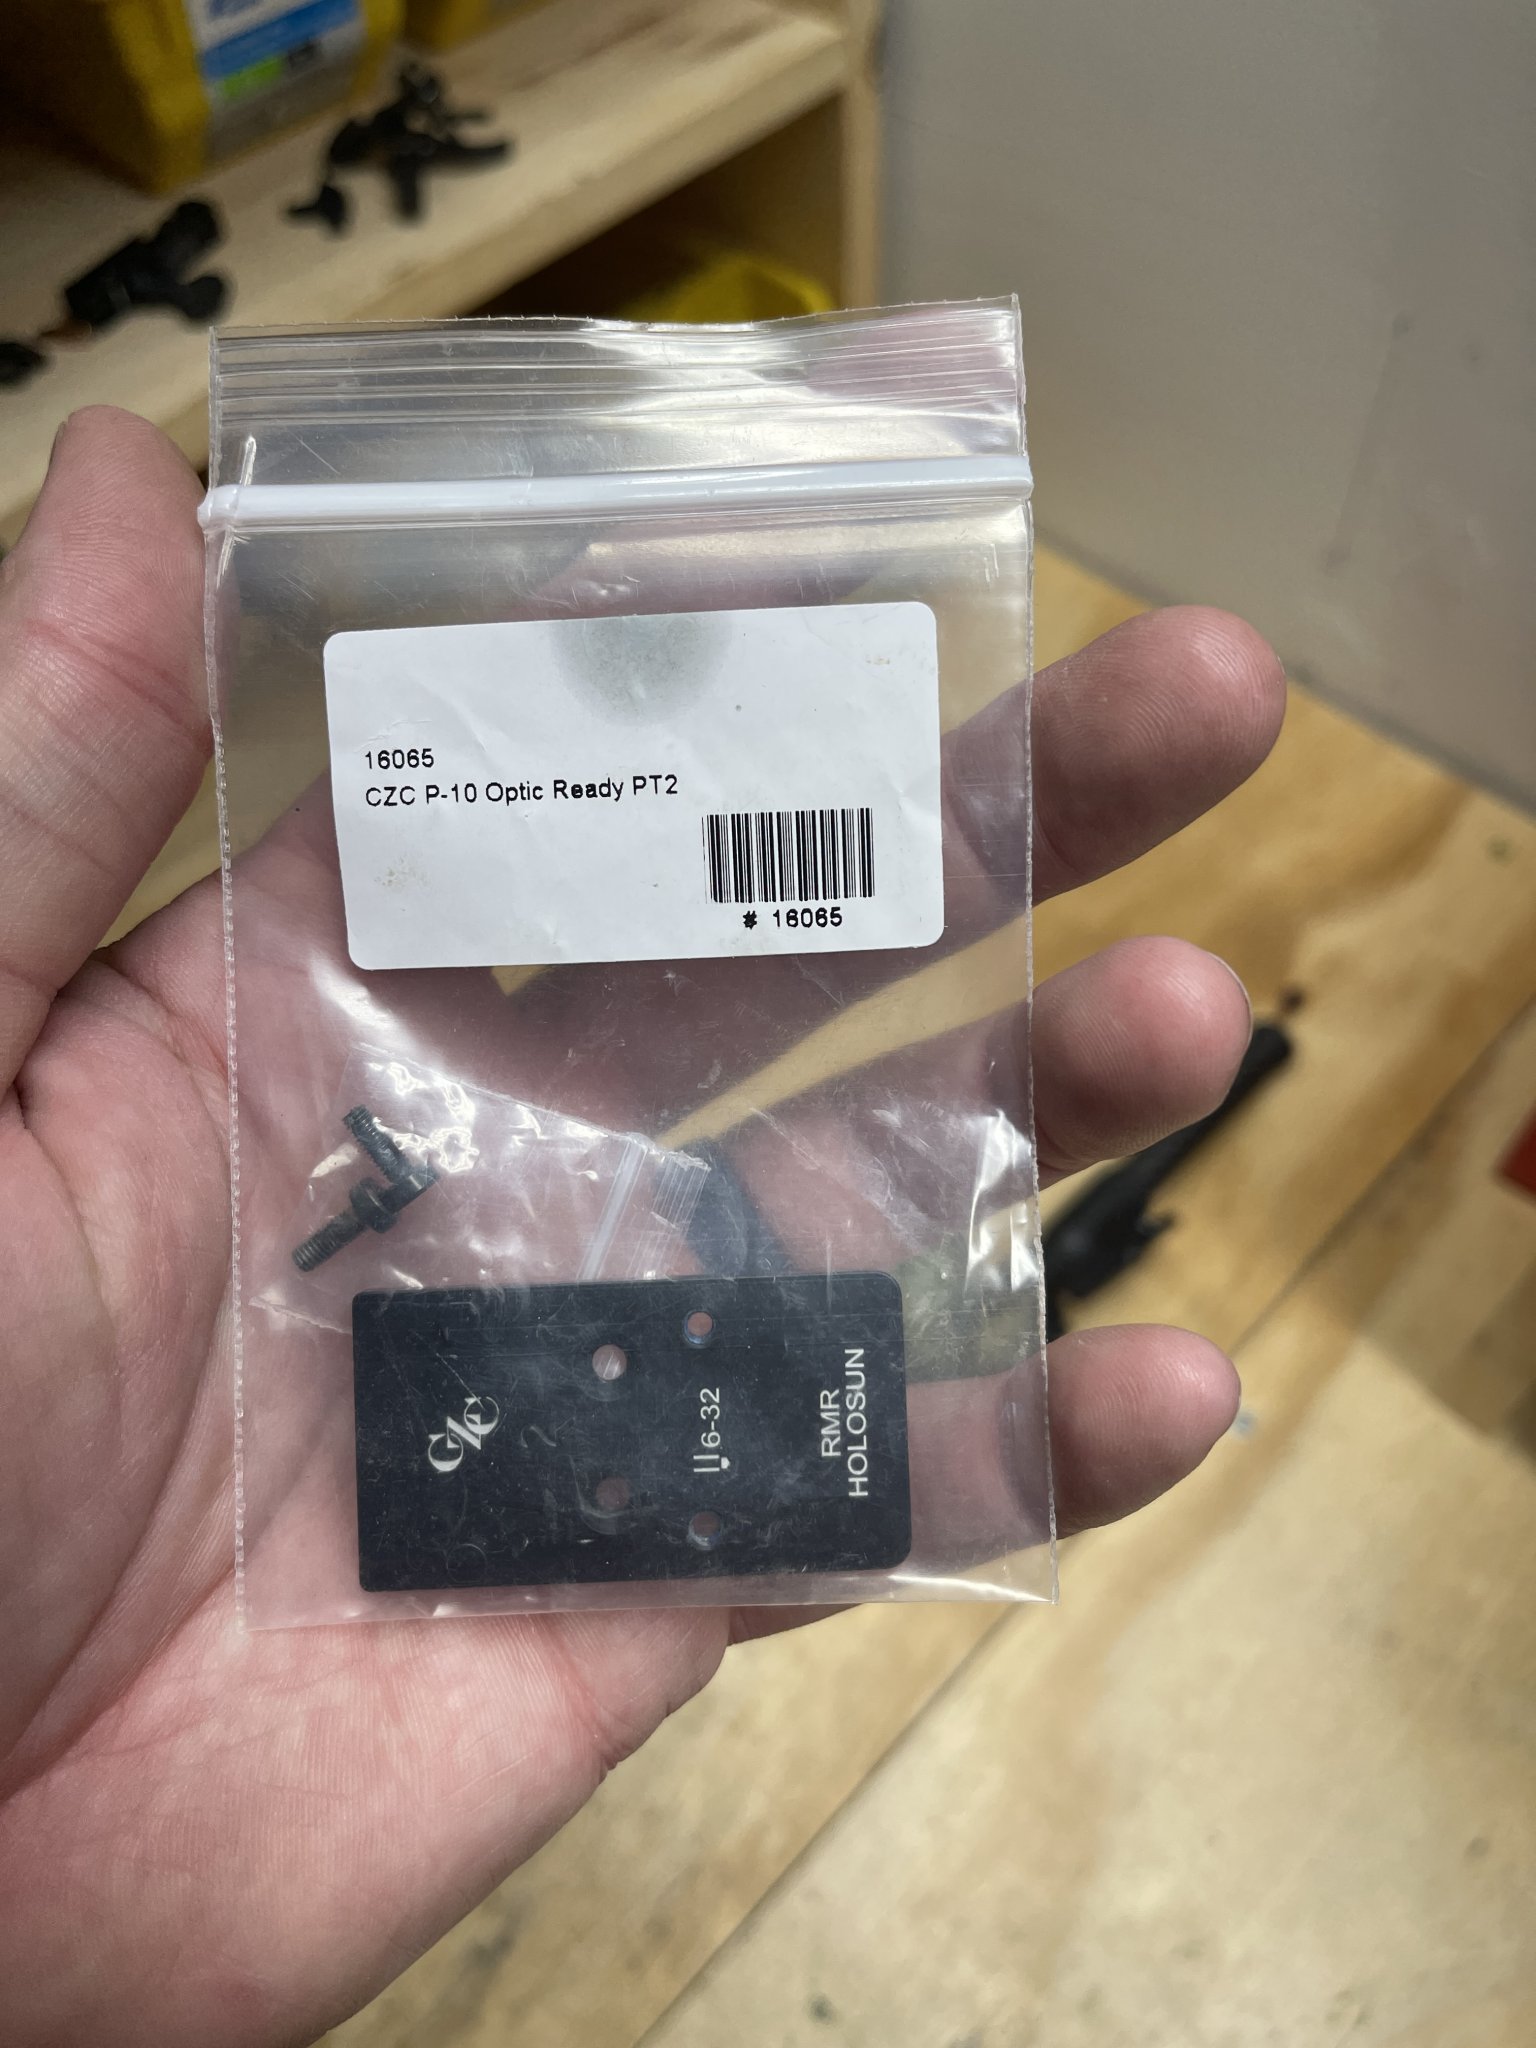 16065
CZC P-10 Optic Ready PT2
# 16065
CZC
6-32
RMR
HOLOSUN